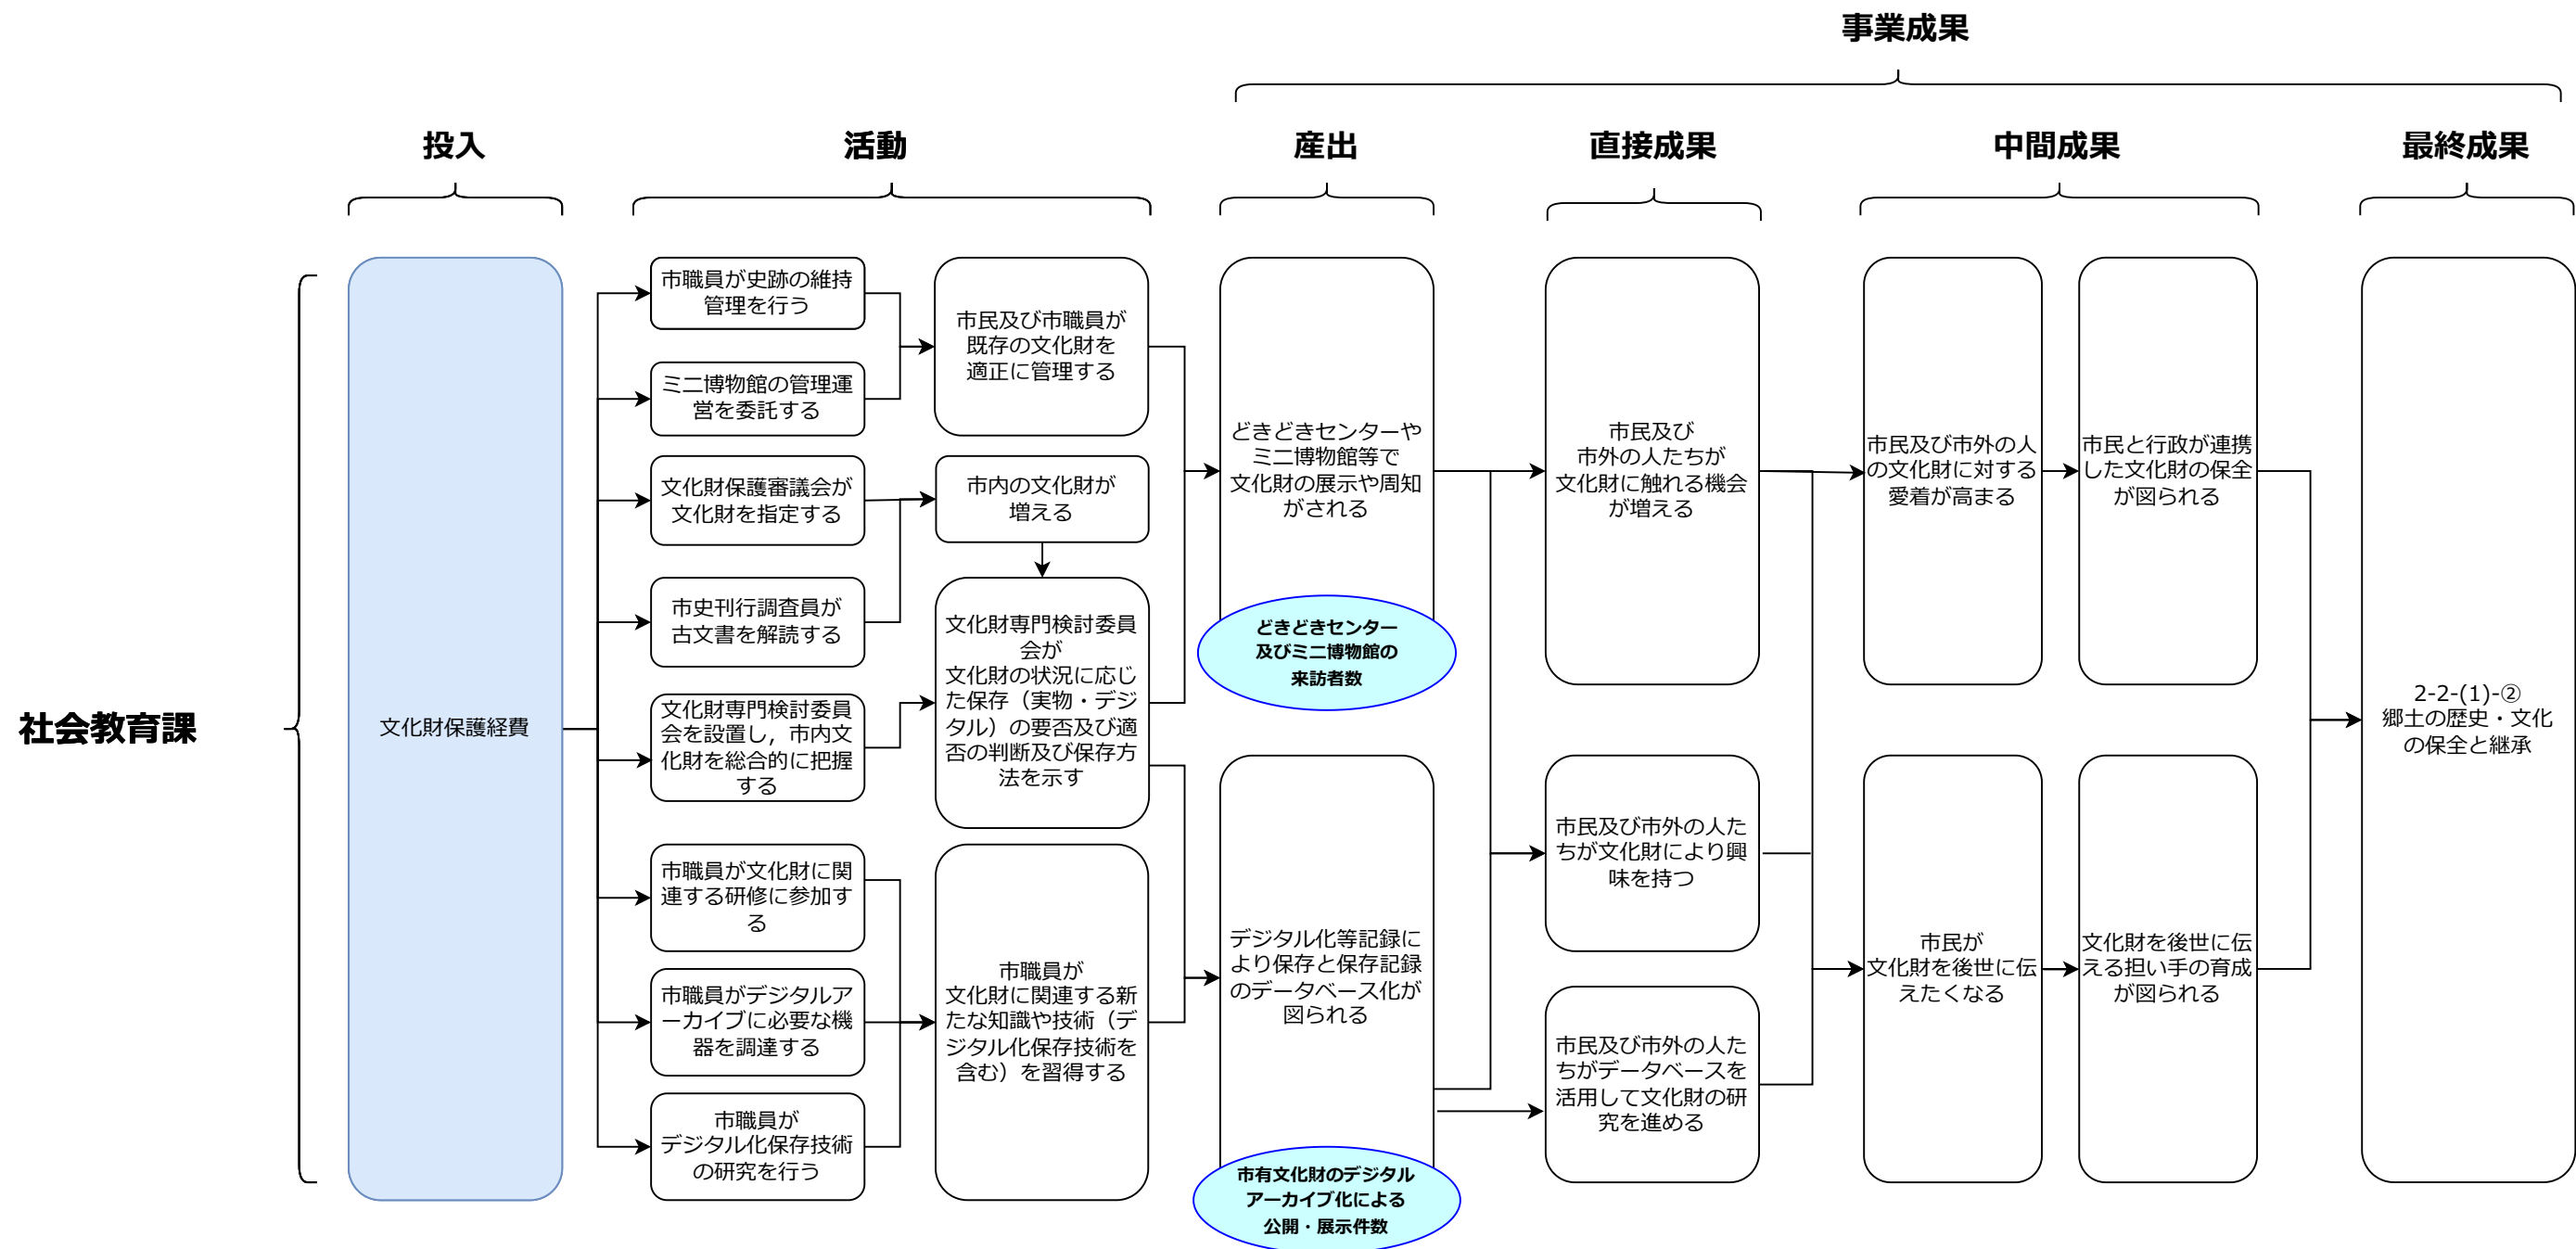 事業成果
投入
活動
産出
直接成果
中間成果
最終成果
社会教育課
文化財保護経費
市職員が史跡の維持
管理を行う
ミニ博物館の管理運
営を委託する
文化財保護審議会が
文化財を指定する
市史刊行調査員が
古文書を解読する
文化財専門検討委員
会を設置し，市内文
化財を総合的に把握
する
市職員が文化財に関
連する研修に参加す
る
市職員がデジタルア
ーカイブに必要な機
器を調達する
市職員が
デジタル化保存技術
の研究を行う
市民及び市職員が
既存の文化財を
適正に管理する
市内の文化財が
増える
文化財専門検討委員
会が
文化財の状況に応じ
た保存（実物・デジ
タル）の要否及び適
否の判断及び保存方
法を示す
市職員が
文化財に関連する新
たな知識や技術（デ
ジタル化保存技術を
含む）を習得する
どきどきセンターや
ミニ博物館等で
文化財の展示や周知
がされる
どきどきセンター
及びミニ博物館の
来訪者数
デジタル化等記録に
より保存と保存記録
のデータベース化が
図られる
市有文化財のデジタル
アーカイブ化による
公開・展示件数
市民及び
市外の人たちが
文化財に触れる機会
が増える
市民及び市外の人た
ちが文化財により興
味を持つ
市民及び市外の人た
ちがデータベースを
活用して文化財の研
究を進める
市民及び市外の人
の文化財に対する
愛着が高まる
市民が
文化財を後世に伝
えたくなる
市民と行政が連携
した文化財の保全
が図られる
文化財を後世に伝
える担い手の育成
が図られる
2-2-(1)-②
郷土の歴史・文化
の保全と継承